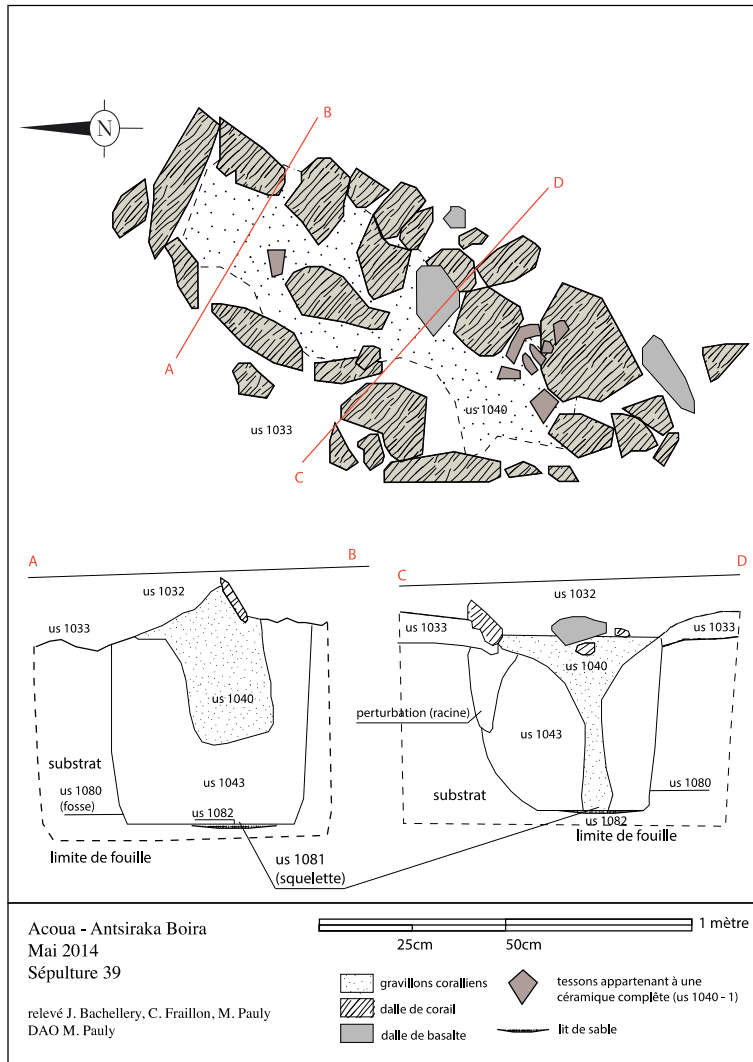 N
B
D
A
us 1040
us 1033
C
A
B
us 1032
us 1033
us 1040
substrat
us 1043
us 1080
(fosse)
us 1082
limite de fouille
us 1081
(squelette)
C
D
us 1032
us 1033
us 1033
us 1040
perturbation (racine)
us 1043
substrat
us 1080
us 1082
limite de fouille
Acoua - Antsiraka Boira
Mai 2014
Sépulture 39
relevé J. Bachellery, C. Fraillon, M. Pauly
DAO M. Pauly
1 mètre
25cm
50cm
gravillons coralliens
dalle de corail
dalle de basalte
tessons appartenant à une
céramique complête (us 1040 - 1)
lit de sable